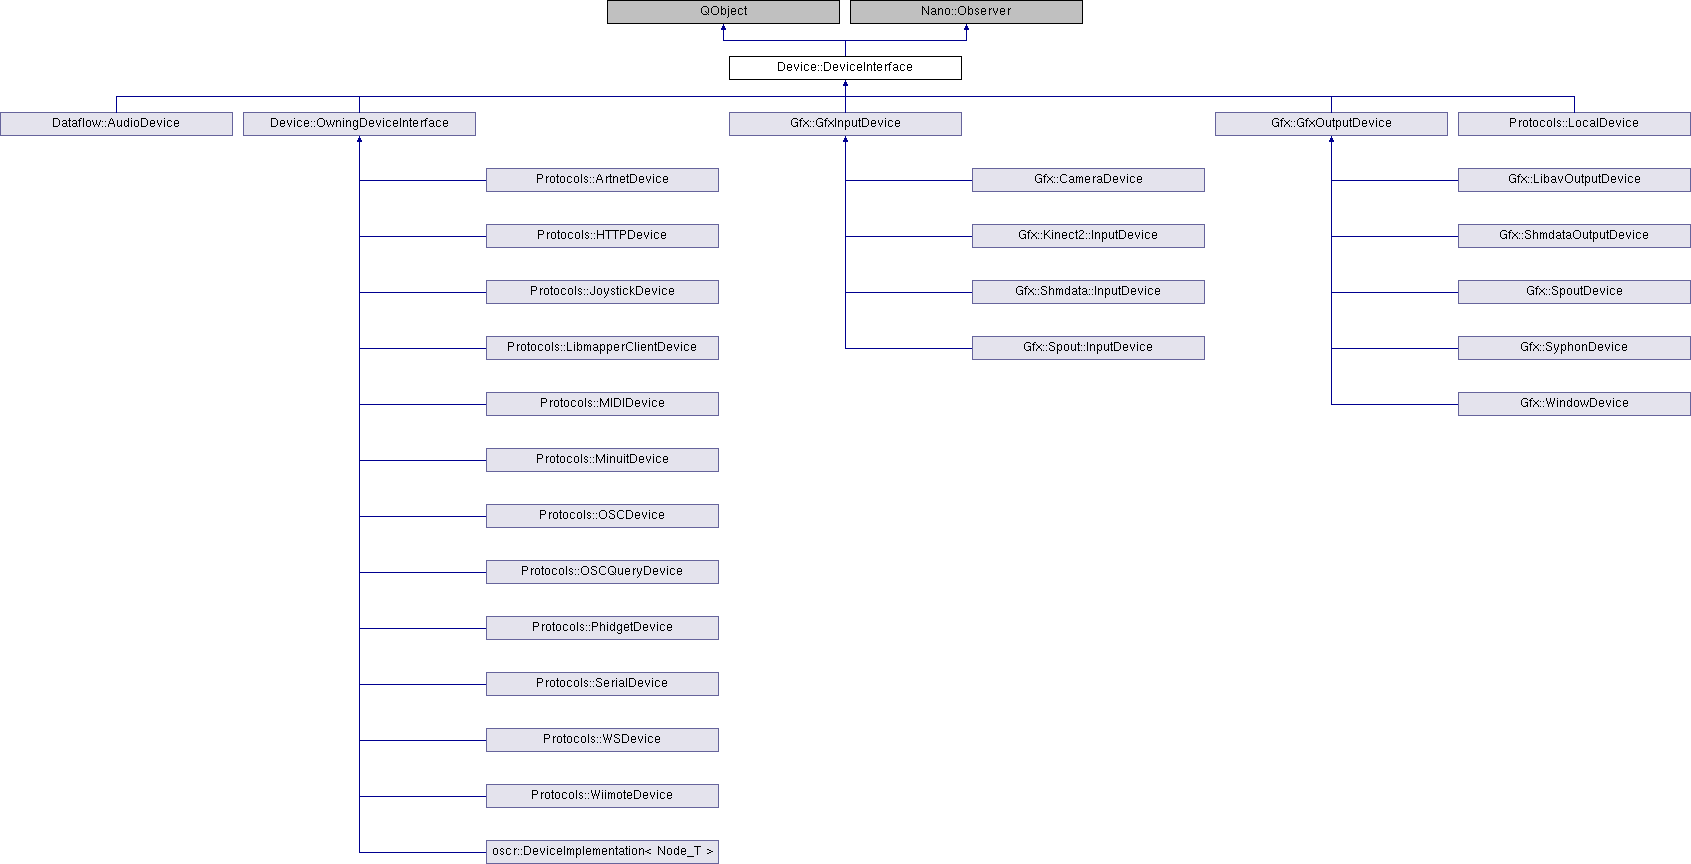 QObject
Nano::Observer
Device::DeviceInterface
Dataflow::AudioDevice
Device::OwningDeviceInterface
Gfx::GfxInputDevice
Gfx::GfxOutputDevice
Protocols::LocalDevice
Protocols::ArtnetDevice
Gfx::CameraDevice
Gfx::LibavOutputDevice
Protocols::HTTPDevice
Gfx::Kinect2::InputDevice
Gfx::ShmdataOutputDevice
Protocols::JoystickDevice
Gfx::Shmdata::InputDevice
Gfx::SpoutDevice
Protocols::LibmapperClientDevice
Gfx::Spout::InputDevice
Gfx::SyphonDevice
Protocols::MIDIDevice
Gfx::WindowDevice
Protocols::MinuitDevice
Protocols::OSCDevice
Protocols::OSCQueryDevice
Protocols::PhidgetDevice
Protocols::SerialDevice
Protocols::WSDevice
Protocols::WiimoteDevice
oscr::DeviceImplementation< Node_T >